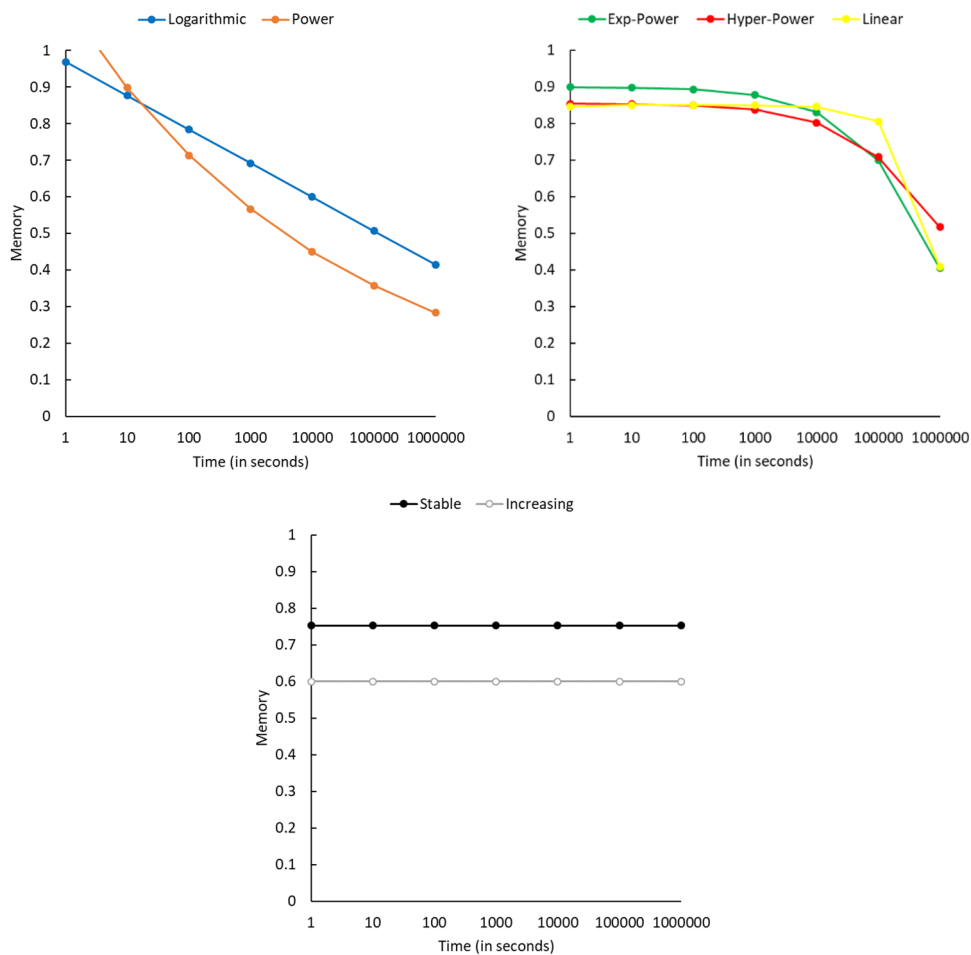 Logarithmic Power
1
0.9
0.8
0.7
0.6
0.5
0.4
0.3
0.2
0.1
0
Memory
1 10 100 1000 10000 100000 1000000
Time (in seconds)
Exp-Power Hyper-Power Linear
1
0.9
0.8
0.7
0.6
0.5
0.4
0.3
0.2
0.1
0
Memory
1 10 100 1000 10000 100000 1000000
Time (in seconds)
Stable Increasing
1
0.9
0.8
0.7
0.6
0.5
0.4
0.3
0.2
0.1
0
Memory
1 10 100 1000 10000 100000 1000000
Time (in seconds)